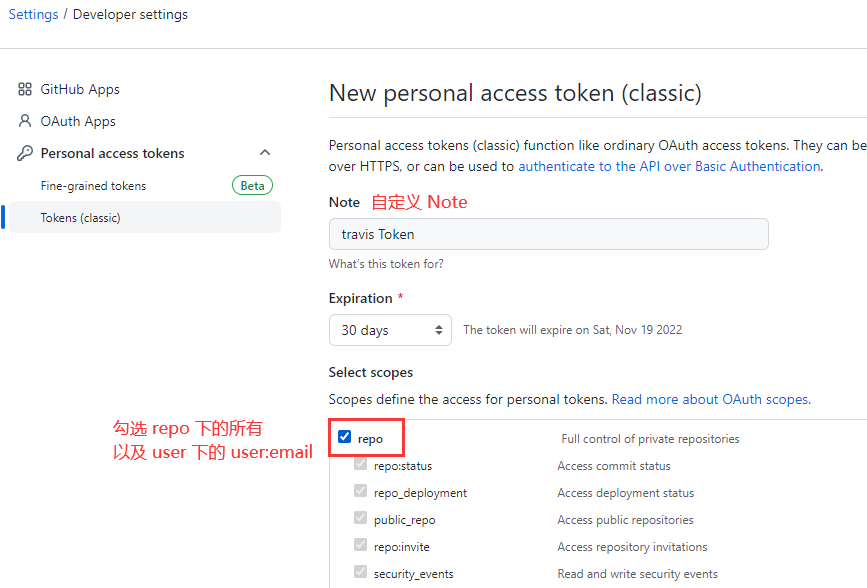 Settings / Developer settings
GitHub Apps
OAuth Apps
Personal access tokens
Fine-grained tokens Beta
Tokens (classic)
New personal access token (classic)
Personal access tokens (classic) function like ordinary OAuth access tokens. They can be
over HTTPS, or can be used to authenticate to the API over Basic Authentication.
Note 自定义 Note
travis Token
What's this token for?
Expiration *
30 days The token will expire on Sat, Nov 19 2022
Select scopes
Scopes define the access for personal tokens. Read more about OAuth scopes.
勾选 repo 下的所有
以及 user 下的 user:email
repo Full control of private repositories
repo:status Access commit status
repo_deployment Access deployment status
public_repo Access public repositories
repo:invite Access repository invitations
security_events Read and write security events